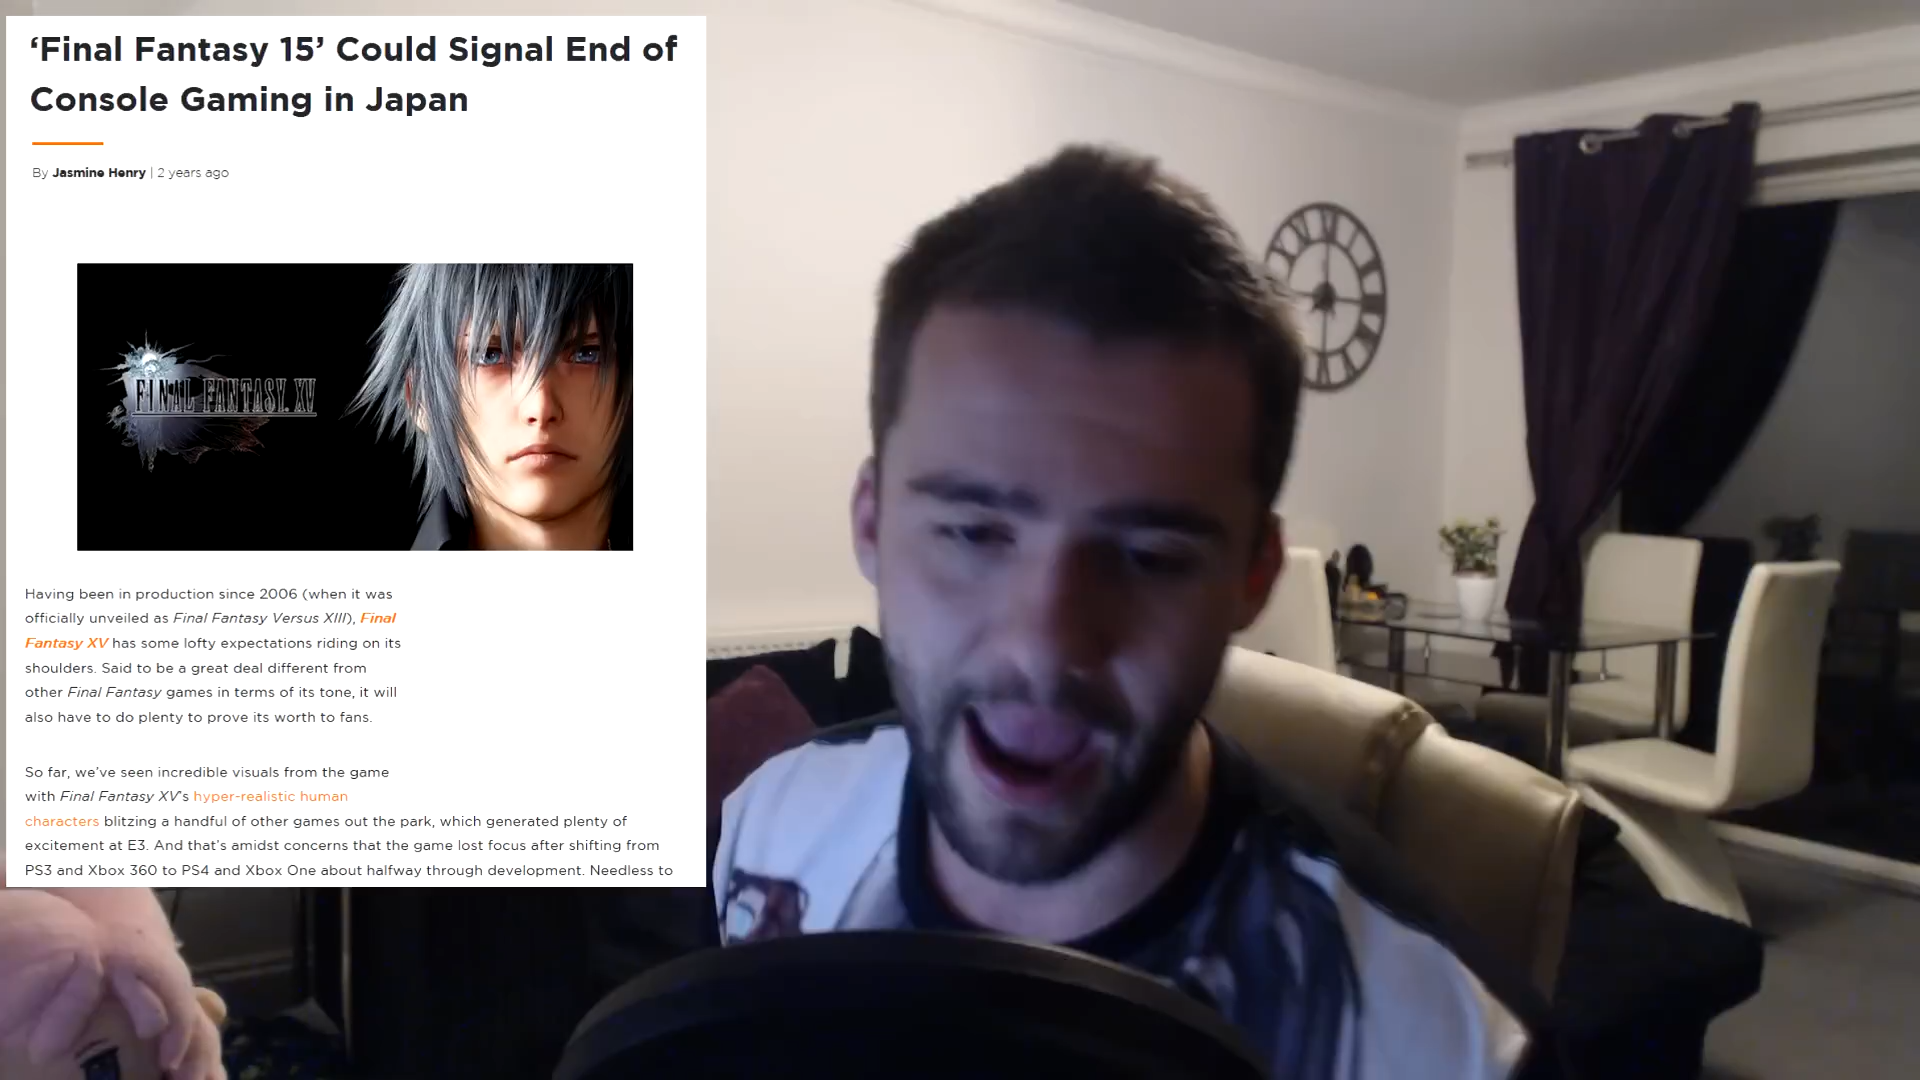 ‘Final Fantasy 15’ Could Signal End of
Console Gaming in Japan
By Jasmine Henry | 2 years ago
FINAL FANTASY XV
Having been in production since 2006 (when it was
officially unveiled as Final Fantasy Versus XIII), Final
Fantasy XV has some lofty expectations riding on its
shoulders. Said to be a great deal different from
other Final Fantasy games in terms of its tone, it will
also have to do plenty to prove its worth to fans.
So far, we’ve seen incredible visuals from the game
with Final Fantasy XV’s hyper-realistic human
characters blitzing a handful of other games out the park, which generated plenty of
excitement at E3. And that’s amidst concerns that the game lost focus after shifting from
PS3 and Xbox 360 to PS4 and Xbox One about halfway through development. Needless to